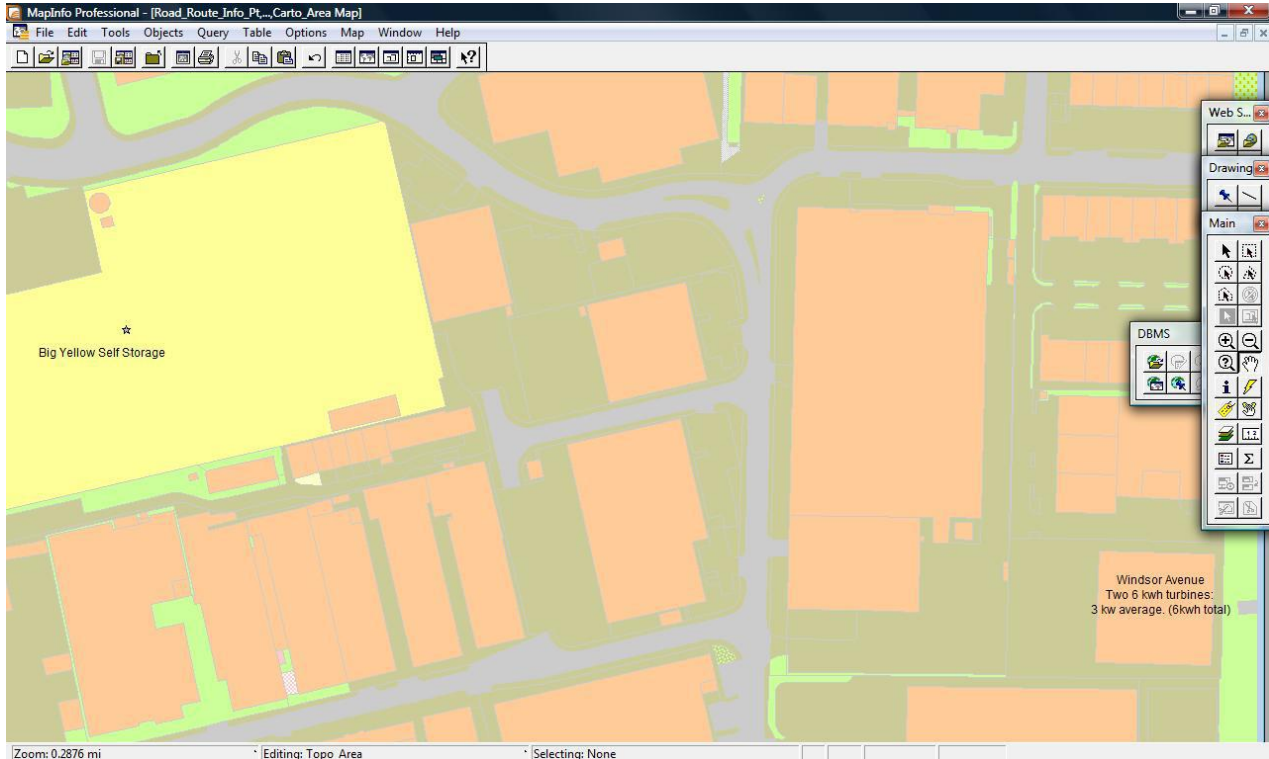 MapInfo Professional - [Road_Route_Info_Pt,...,Carto_Area Map]
File Edit Tools Objects Query Table Options Map Window Help
Web S...
Drawing
Main
DBMS
Big Yellow Self Storage
Windsor Avenue
Two 6 kwh turbines:
3 kw average. (6kwh total)
Zoom: 0.2876 mi Editing: Topo_Area Selecting: None